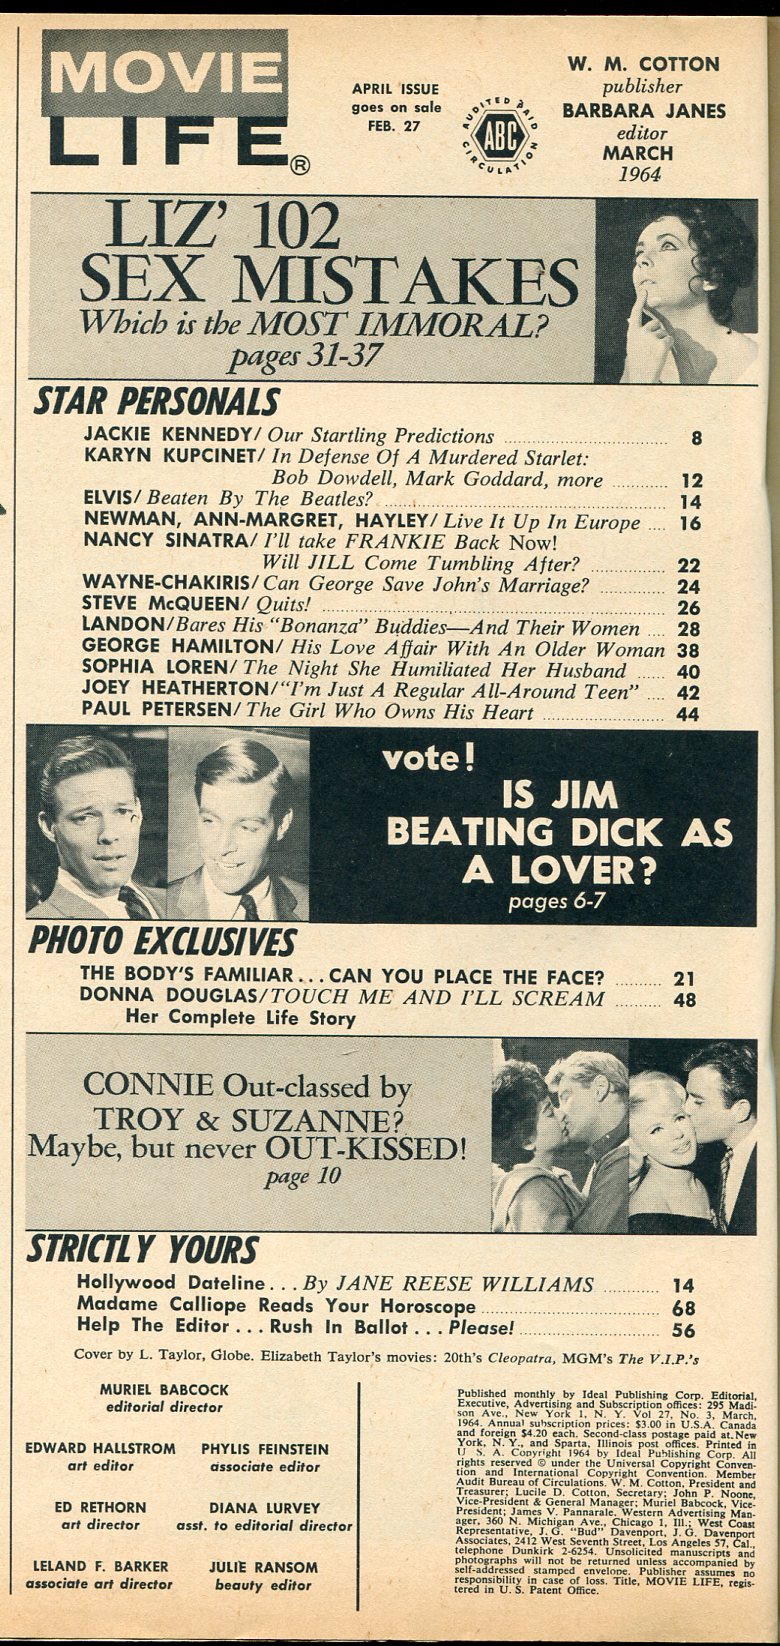 MOVIE
LIFE®
APRIL ISSUE
goes on sale
FEB. 27
AUDITED PAID
ABC
CIRCULATION
W. M. COTTON
publisher
BARBARA JANES
editor
MARCH
1964
LIZ' 102
SEX MISTAKES
Which is the MOST IMMORAL?
pages 31-37
STAR PERSONALS
JACKIE KENNEDY/ Our Startling Predictions 8
KARYN KUPCINET/ In Defense Of A Murdered Starlet:
Bob Dowdell, Mark Goddard, more 12
ELVIS/ Beaten By The Beatles? 14
NEWMAN, ANN-MARGRET, HAYLEY/ Live It Up In Europe 16
NANCY SINATRA/ I'll take FRANKIE Back Now!
Will JILL Come Tumbling After? 22
WAYNE-CHAKIRIS/ Can George Save John's Marriage? 24
STEVE McQUEEN/ Quits! 26
LANDON/ Bares His "Bonanza" Buddies—And Their Women 28
GEORGE HAMILTON/ His Love Affair With An Older Woman 38
SOPHIA LOREN/ The Night She Humiliated Her Husband 40
JOEY HEATHERTON/ "I'm Just A Regular All-Around Teen" 42
PAUL PETERSEN/ The Girl Who Owns His Heart 44
vote!
IS JIM
BEATING DICK AS
A LOVER?
pages 6-7
PHOTO EXCLUSIVES
THE BODY'S FAMILIAR...CAN YOU PLACE THE FACE? 21
DONNA DOUGLAS/TOUCH ME AND I'LL SCREAM 48
Her Complete Life Story
CONNIE Out-classed by
TROY & SUZANNE?
Maybe, but never OUT-KISSED!
page 10
STRICTLY YOURS
Hollywood Dateline...By JANE REESE WILLIAMS 14
Madame Calliope Reads Your Horoscope 68
Help The Editor...Rush In Ballot...Please! 56
Cover by L. Taylor, Globe. Elizabeth Taylor's movies: 20th's Cleopatra, MGM's The V.I.P.'s
MURIEL BABCOCK
editorial director
EDWARD HALLSTROM
art editor
PHYLIS FEINSTEIN
associate editor
ED RETHORN
art director
DIANA LURVEY
asst. to editorial director
LELAND F. BARKER
associate art director
JULIE RANSOM
beauty editor
Published monthly by Ideal Publishing Corp. Editorial,
Executive, Advertising and Subscription offices: 295 Madi-
son Ave., New York 1, N. Y. Vol 27, No. 3, March,
1964. Annual subscription prices: $3.00 in U.S.A. Canada
and foreign $4.20 each. Second-class postage paid at New
York, N. Y., and Sparta, Illinois post offices. Printed in
U. S. A. Copyright 1964 by Ideal Publishing Corp. All
rights reserved © under the Universal Copyright Conven-
tion and International Copyright Convention. Member
Audit Bureau of Circulations. W. M. Cotton, President and
Treasurer; Lucile D. Cotton, Secretary; John P. Noone,
Vice-President & General Manager; Muriel Babcock, Vice-
President; James V. Pannarale. Western Advertising Man-
ager, 360 N. Michigan Ave., Chicago 1, Ill.; West Coast
Representative, J. G. "Bud" Davenport, J. G. Davenport
Associates, 2412 West Seventh Street, Los Angeles 57, Cal.,
telephone Dunkirk 2-6254. Unsolicited manuscripts and
photographs will not be returned unless accompanied by
self-addressed stamped envelope. Publisher assumes no
responsibility in case of loss. Title, MOVIE LIFE, regis-
tered in U. S. Patent Office.